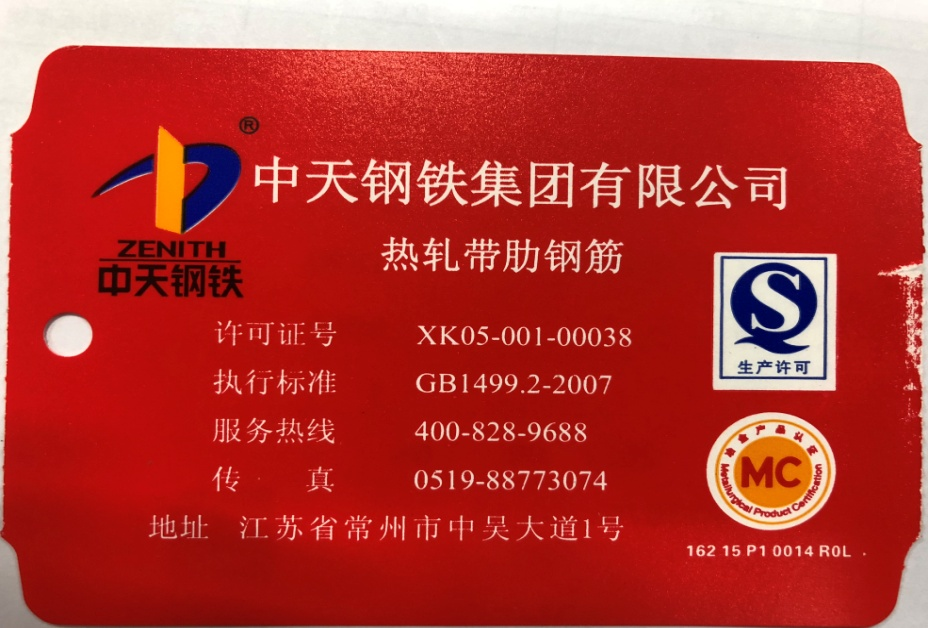 ®
中天钢铁集团有限公司
ZENITH
中天钢铁
热轧带肋钢筋
许可证号 XK05-001-00038
执行标准 GB1499.2-2007
服务热线 400-828-9688
传 真 0519-88773074
地址 江苏省常州市中吴大道1号
生产许可
冶金产品认证
MC
Metallurgical Product Certification
162 15 P1 0014 R0L